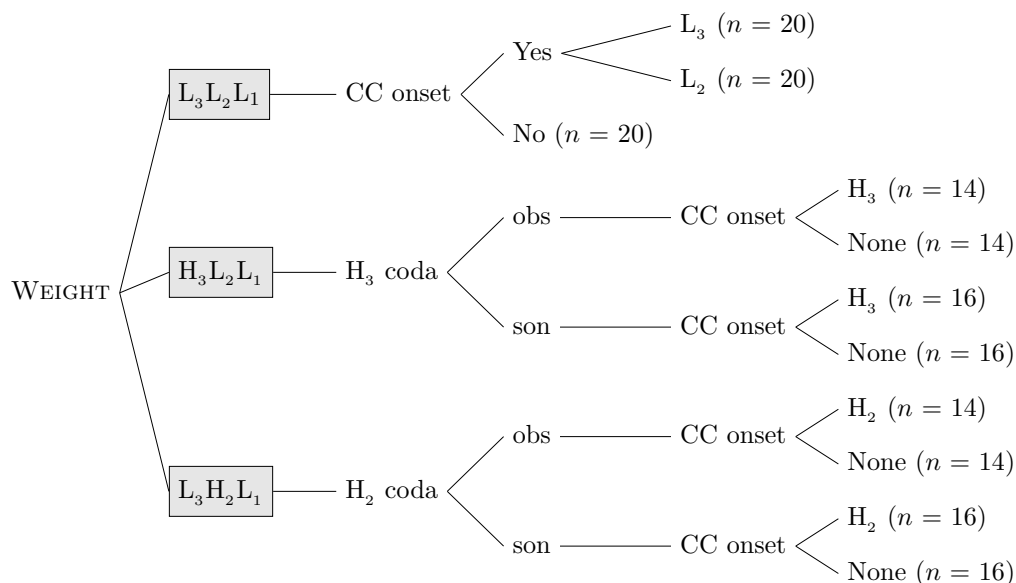 L₃ (n = 20)
Yes
L₂ (n = 20)
L₃L₂L1 CC onset
No (n = 20)
H₃ (n = 14)
obs CC onset
None (n = 14)
WEIGHT H₃L₂L₁ H₃ coda
H₃ (n = 16)
son CC onset
None (n = 16)
H₂ (n = 14)
obs CC onset
None (n = 14)
L₃H₂L₁ H₂ coda
H₂ (n = 16)
son CC onset
None (n = 16)